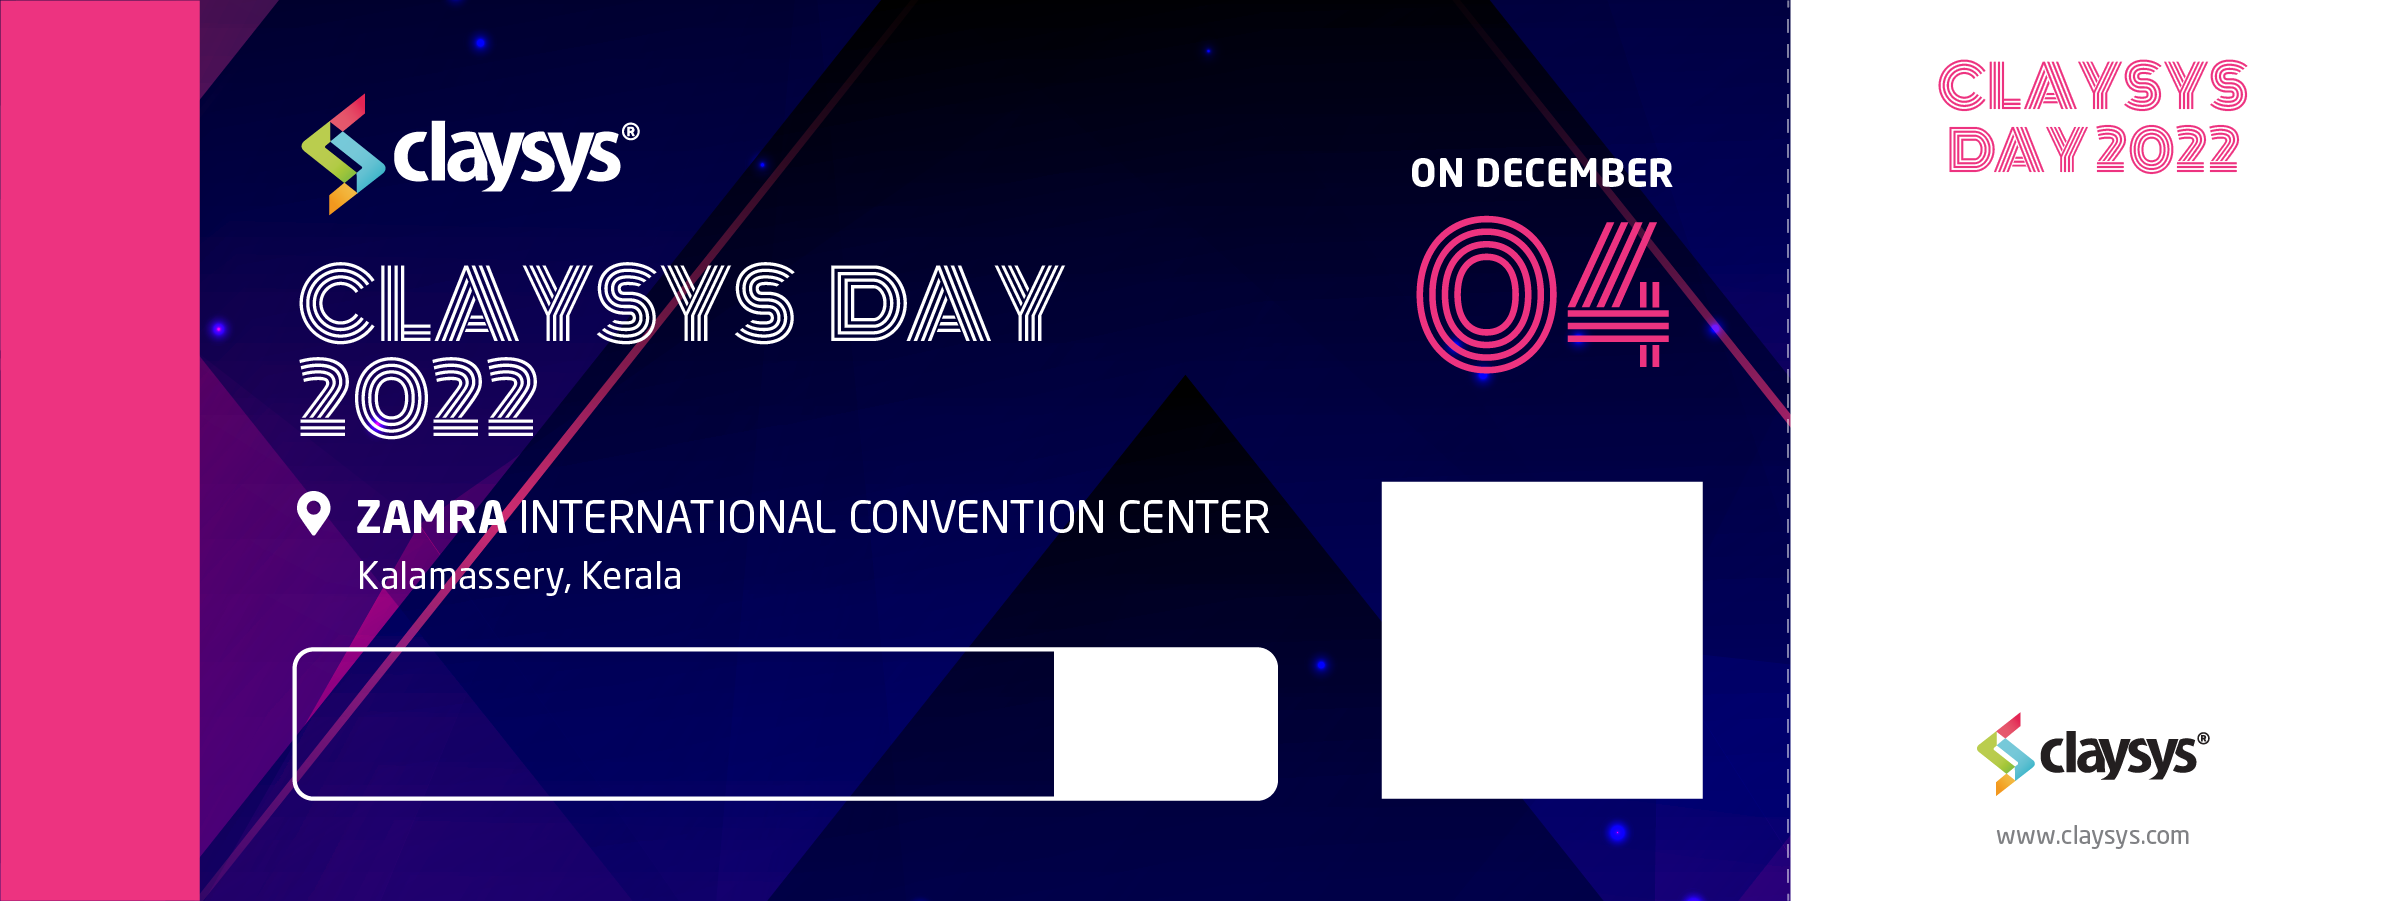 claysys®
CLAYSYS DAY
2022
ZAMRA INTERNATIONAL CONVENTION CENTER
Kalamassery, Kerala
ON DECEMBER
04
CLAYSYS
DAY 2022
claysys®
www.claysys.com